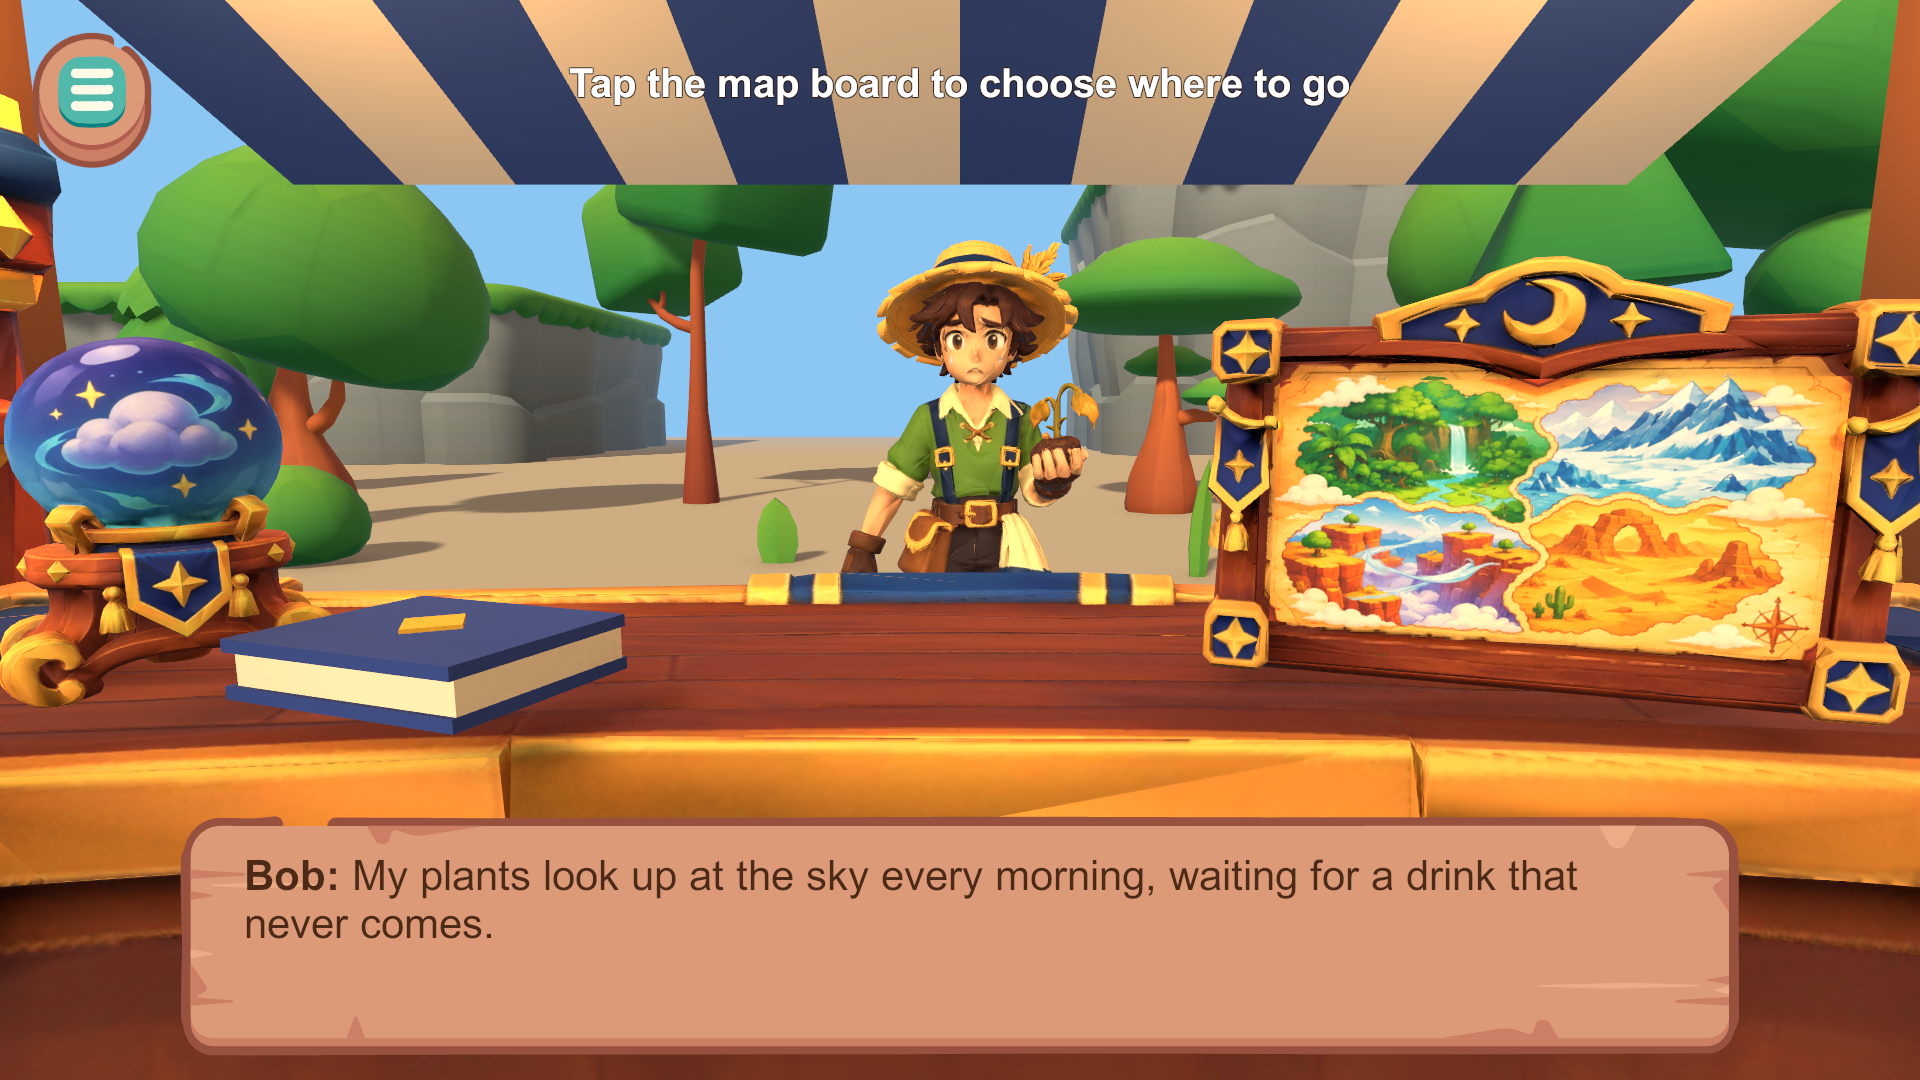 Tap the map board to choose where to go
Bob: My plants look up at the sky every morning, waiting for a drink that
never comes.